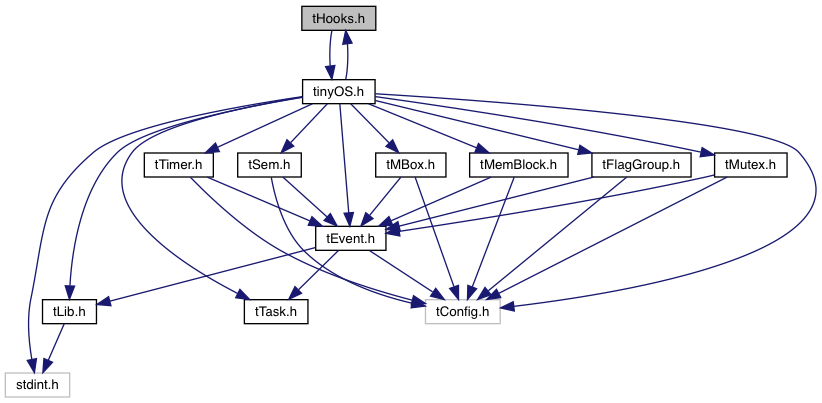 tHooks.h
tinyOS.h
tTimer.h
tSem.h
tMBox.h
tMemBlock.h
tFlagGroup.h
tMutex.h
tEvent.h
tLib.h
tTask.h
tConfig.h
stdint.h